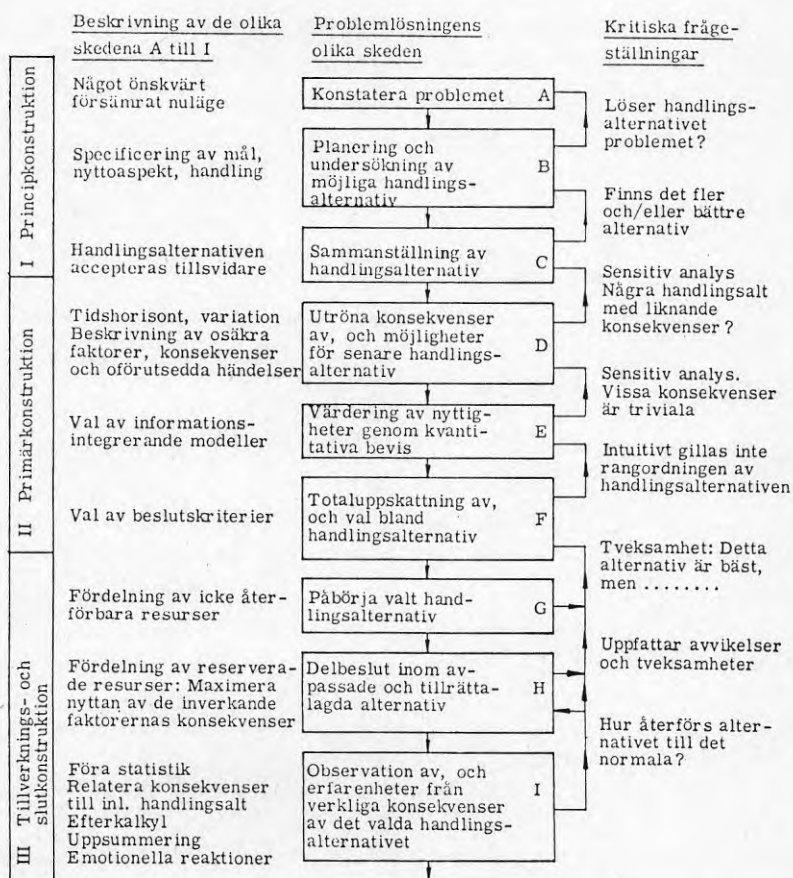 Beskrivning av de olika
skedena A till I
Problemlösningens
olika skeden
Kritiska fråge-
ställningar
I Principkonstruktion
Något önskvärt
försämrat nuläge
Konstatera problemet A
Löser handlings-
alternativet
problemet?
Specificering av mål,
nyttoaspekt, handling
Planering och
undersökning av
möjliga handlings-
alternativ
B
Finns det fler
och/eller bättre
alternativ
Handlingsalternativen
accepteras tillsvidare
Sammanställning av
handlingsalternativ
C
Sensitiv analys
Några handlingsalt
med liknande
konsekvenser ?
II Primärkonstruktion
Tidshorisont, variation
Beskrivning av osäkra
faktorer, konsekvenser
och oförutsedda händelser
Utröna konsekvenser
av, och möjligheter
för senare handlings-
alternativ
D
Sensitiv analys.
Vissa konsekvenser
är triviala
Val av informations-
integrerande modeller
Värdering av nyttig-
heter genom kvanti-
tativa bevis
E
Intuitivt gillas inte
rangordningen av
handlingsalternativen
Val av beslutskriterier
Totaluppskattning av,
och val bland
handlingsalternativ
F
Tveksamhet: Detta
alternativ är bäst,
men ........
III Tillverknings- och
slutkonstruktion
Fördelning av icke åter-
förbara resurser
Påbörja valt hand-
lingsalternativ
G
Uppfattar avvikelser
och tveksamheter
Fördelning av reservera-
de resurser: Maximera
nyttan av de inverkande
faktorernas konsekvenser
Delbeslut inom av-
passade och tillrätta-
lagda alternativ
H
Hur återförs alter-
nativet till det
normala?
Föra statistik
Relatera konsekvenser
till inl. handlingsalt
Efterkalkyl
Uppsummering
Emotionella reaktioner
Observation av, och
erfarenheter från
verkliga konsekvenser
av det valda handlings-
alternativet
I